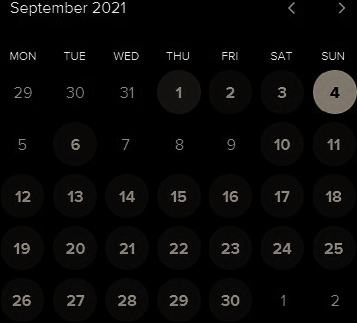 September 2021
MON TUE WED THU FRI SAT SUN
29 30 31 1 2 3 4
5 6 7 8 9 10 11
12 13 14 15 16 17 18
19 20 21 22 23 24 25
26 27 28 29 30 1 2